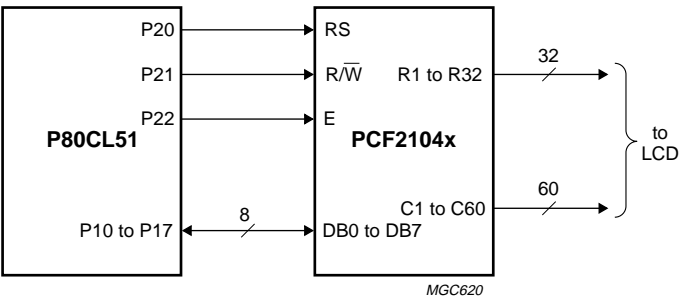 P20 RS
P21 R/W̅ R1 to R32 32
P22 E
P80CL51 PCF2104x to
LCD
P10 to P17 8 DB0 to DB7
C1 to C60 60
MGC620